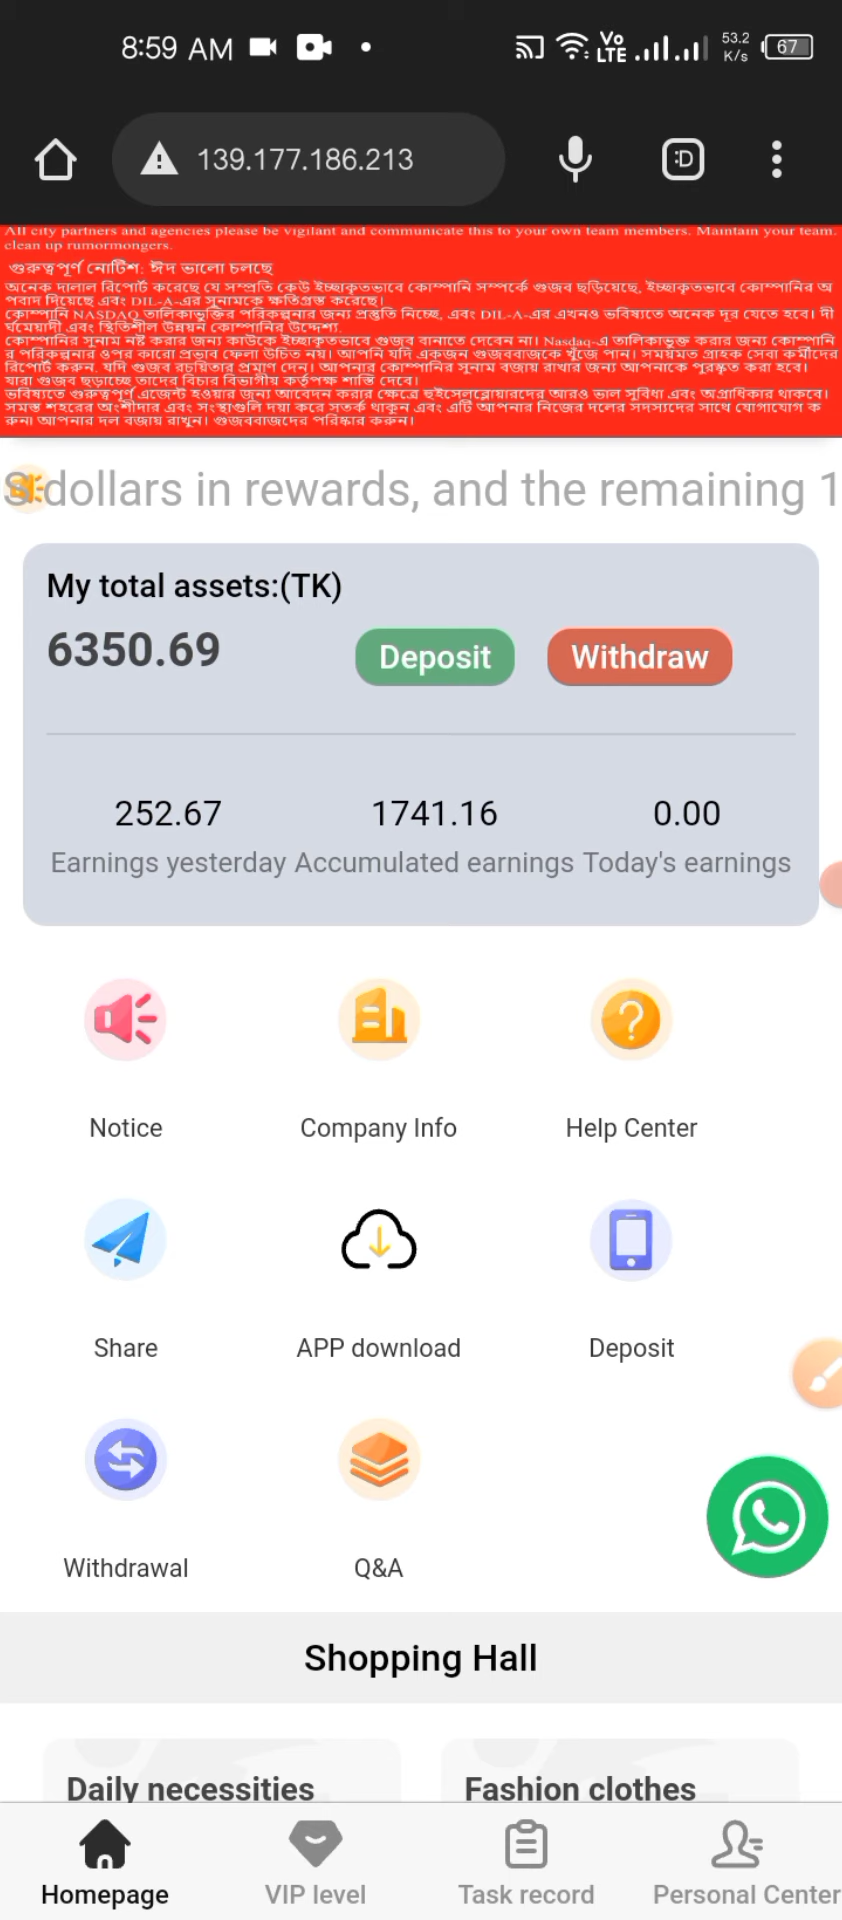 8:59 AM
Vo LTE
53.2 K/s
67
139.177.186.213
:D
All city partners and agencies please be vigilant and communicate this to your own team members. Maintain your team.
clean up rumormongers.
গুরুত্বপূর্ণ নোটিশ: ঈদ ভালো চলছে
অনেক দালাল রিপোর্ট করেছে যে সম্প্রতি কেউ ইচ্ছাকৃতভাবে কোম্পানি সম্পর্কে গুজব ছড়িয়েছে, ইচ্ছাকৃতভাবে কোম্পানির অ
পবাদ দিয়েছে এবং DIL-A-এর সুনামকে ক্ষতিগ্রস্ত করেছে।
কোম্পানি NASDAQ তালিকাভুক্তির পরিকল্পনার জন্য প্রস্তুতি নিচ্ছে, এবং DIL-A-এর এখনও ভবিষ্যতে অনেক দূর যেতে হবে। দী
র্ঘমেয়াদী এবং স্থিতিশীল উন্নয়ন কোম্পানির উদ্দেশ্য.
কোম্পানির সুনাম নষ্ট করার জন্য কাউকে ইচ্ছাকৃতভাবে গুজব বানাতে দেবেন না। Nasdaq-এ তালিকাভুক্ত করার জন্য কোম্পানি
র পরিকল্পনার ওপর কারো প্রভাব ফেলা উচিত নয়। আপনি যদি একজন গুজববাজকে খুঁজে পান। সময়মত গ্রাহক সেবা কর্মীদের
রিপোর্ট করুন. যদি গুজব রচয়িতার প্রমাণ দেন। আপনার কোম্পানির সুনাম বজায় রাখার জন্য আপনাকে পুরস্কৃত করা হবে।
যারা গুজব ছড়াচ্ছে তাদের বিচার বিভাগীয় কর্তৃপক্ষ শাস্তি দেবে।
ভবিষ্যতে গুরুত্বপূর্ণ এজেন্ট হওয়ার জন্য আবেদন করার ক্ষেত্রে হুইসেলব্লোয়ারদের আরও ভাল সুবিধা এবং অগ্রাধিকার থাকবে।
সমস্ত শহরের অংশীদার এবং সংস্থাগুলি দয়া করে সতর্ক থাকুন এবং এটি আপনার নিজের দলের সদস্যদের সাথে যোগাযোগ ক
রুন। আপনার দল বজায় রাখুন। গুজববাজদের পরিষ্কার করুন।
S dollars in rewards, and the remaining 1
My total assets:(TK)
6350.69
Deposit
Withdraw
252.67 1741.16 0.00
Earnings yesterday Accumulated earnings Today's earnings
Notice Company Info Help Center
Share APP download Deposit
Withdrawal Q&A
Shopping Hall
Daily necessities Fashion clothes
Homepage VIP level Task record Personal Center